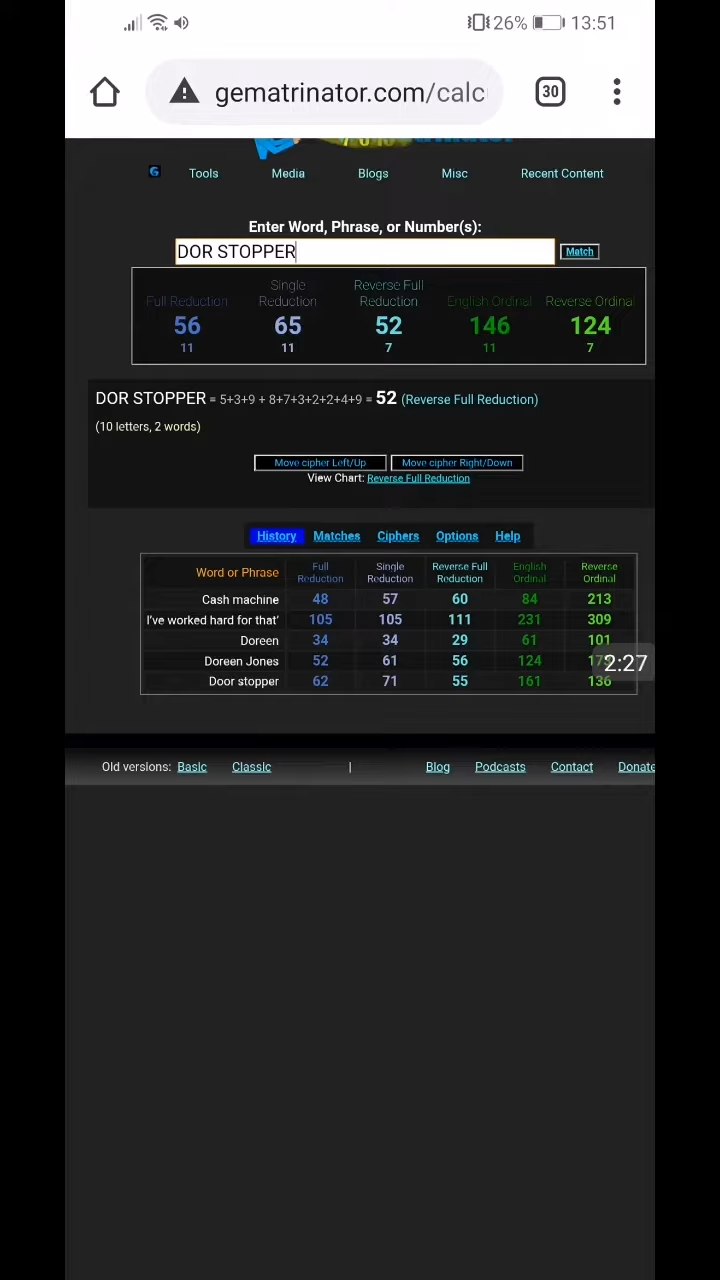 26% 13:51
gematrinator.com/calc 30
G Tools Media Blogs Misc Recent Content
Enter Word, Phrase, or Number(s):
DOR STOPPER Match
Full Reduction Single Reduction Reverse Full Reduction English Ordinal Reverse Ordinal
56 65 52 146 124
11 11 7 11 7
DOR STOPPER = 5+3+9 + 8+7+3+2+2+4+9 = 52 (Reverse Full Reduction)
(10 letters, 2 words)
Move cipher Left/Up Move cipher Right/Down
View Chart: Reverse Full Reduction
History Matches Ciphers Options Help
Word or Phrase Full Reduction Single Reduction Reverse Full Reduction English Ordinal Reverse Ordinal
Cash machine 48 57 60 84 213
I've worked hard for that' 105 105 111 231 309
Doreen 34 34 29 61 101
Doreen Jones 52 61 56 124
2:27
Door stopper 62 71 55 161 136
Old versions: Basic Classic | Blog Podcasts Contact Donate